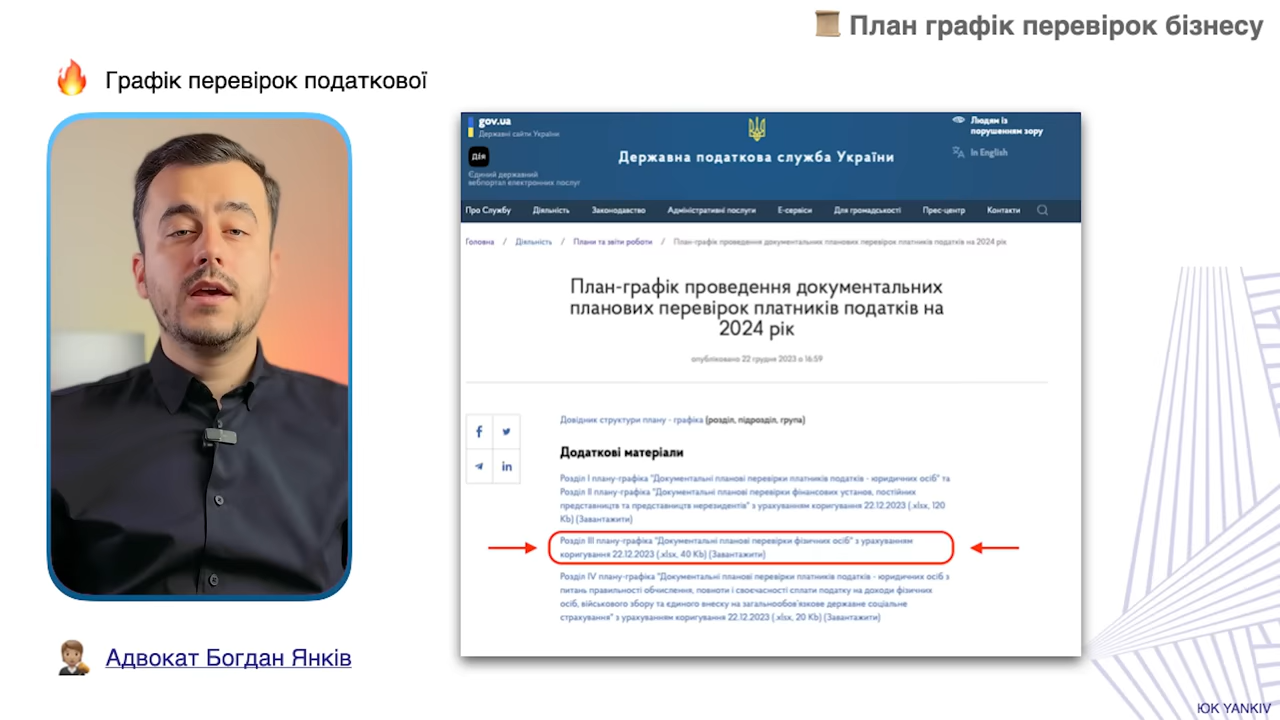 План графік перевірок бізнесу
Графік перевірок податкової
gov.ua
Державні сайти України
Дія
Єдиний державний
вебпортал електронних послуг
Державна податкова служба України
Людям із
порушенням зору
In English
Про Службу Діяльність Законодавство Адміністративні послуги Е-сервіси Для громадськості Прес-центр Контакти
Головна / Діяльність / Плани та звіти роботи / План-графік проведення документальних планових перевірок платників податків на 2024 рік
План-графік проведення документальних
планових перевірок платників податків на
2024 рік
опубліковано 22 грудня 2023 о 16:59
Довідник структури плану - графіка (розділ, підрозділ, група)
Додаткові матеріали
Розділ І плану-графіка "Документальні планові перевірки платників податків - юридичних осіб" та
Розділ ІІ плану-графіка "Документальні планові перевірки фінансових установ, постійних
представництв та представництв нерезидентів" з урахуванням коригування 22.12.2023 (.xlsx, 120
Kb) (Завантажити)
Розділ ІІІ плану-графіка "Документальні планові перевірки фізичних осіб" з урахуванням
коригування 22.12.2023 (.xlsx, 40 Kb) (Завантажити)
Розділ IV плану-графіка "Документальні планові перевірки платників податків - юридичних осіб з
питань правильності обчислення, повноти і своєчасності сплати податку на доходи фізичних
осіб, військового збору та єдиного внеску на загальнообов'язкове державне соціальне
страхування" з урахуванням коригування 22.12.2023 (.xlsx, 20 Kb) (Завантажити)
Адвокат Богдан Янків
ЮК YANKIV